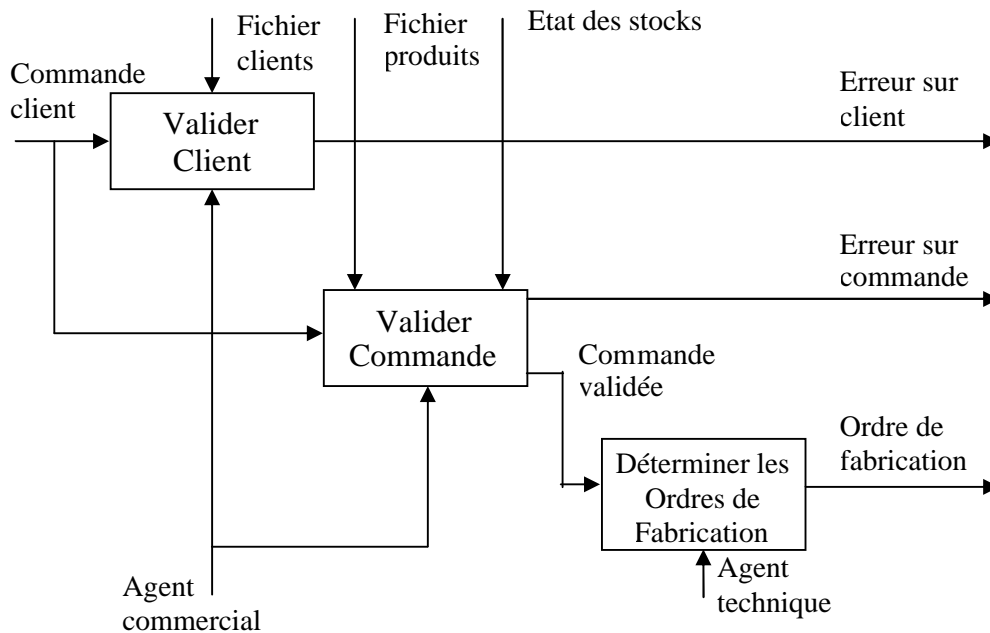 Fichier
clients
Fichier
produits
Etat des stocks
Commande
client
Valider
Client
Erreur sur
client
Erreur sur
commande
Valider
Commande
Commande
validée
Déterminer les
Ordres de
Fabrication
Ordre de
fabrication
Agent
commercial
Agent
technique